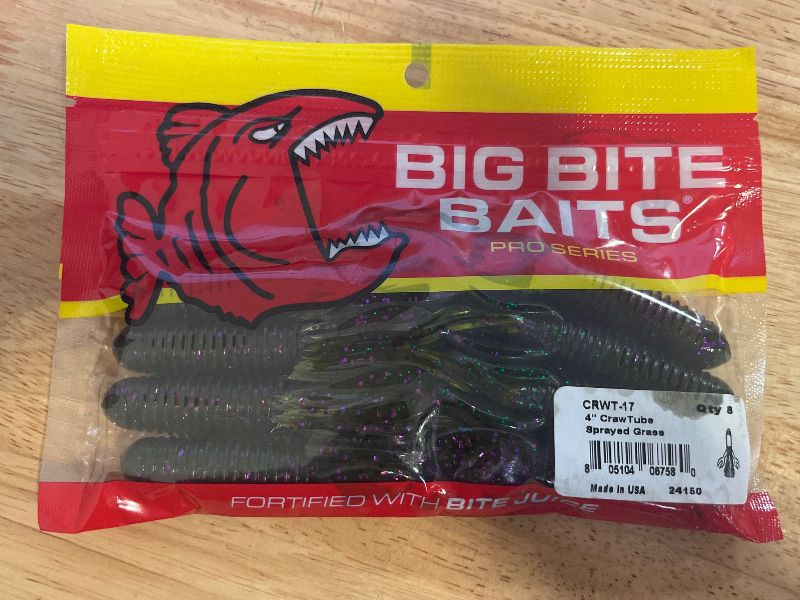 BIG BITE
BAITS®
PRO SERIES
CRWT-17 Qty 8
4" CrawTube
Sprayed Grass
8 05104 06758 0
Made in USA 24150
FORTIFIED WITH BITE JUICE